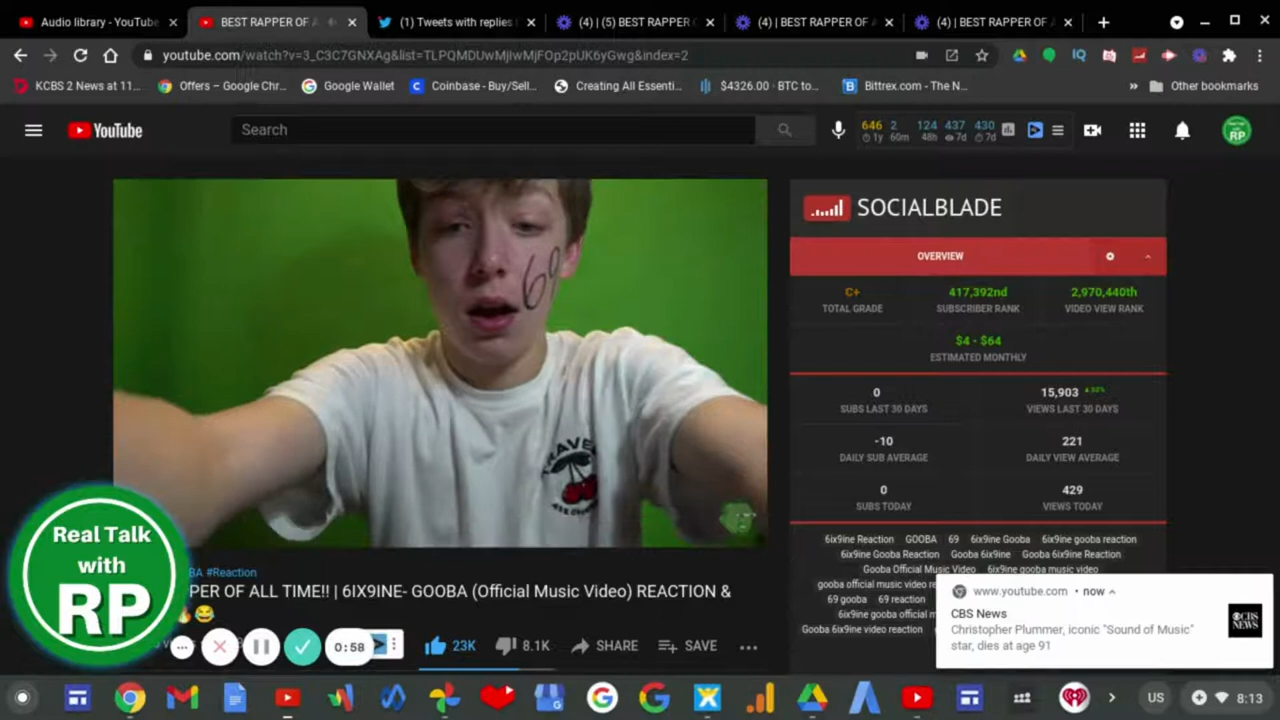 Audio library - YouTube
BEST RAPPER OF A
(1) Tweets with replies
(4) | (5) BEST RAPPER
(4) | BEST RAPPER OF A
(4) | BEST RAPPER OF A
youtube.com/watch?v=3_C3C7GNXAg&list=TLPQMDUwMjIwMjFOp2pUK6yGwg&index=2
KCBS 2 News at 11...
Offers – Google Chr...
Google Wallet
Coinbase - Buy/Sell...
Creating All Essenti...
$4326.00 · BTC to...
Bittrex.com - The N...
» Other bookmarks
YouTube
Search
646 2 124 437 430
1y 60m 48h 7d 7d
RP
SOCIALBLADE
OVERVIEW
C+ 417,392nd 2,970,440th
TOTAL GRADE SUBSCRIBER RANK VIDEO VIEW RANK
$4 - $64
ESTIMATED MONTHLY
0 15,903
SUBS LAST 30 DAYS VIEWS LAST 30 DAYS
-10 221
DAILY SUB AVERAGE DAILY VIEW AVERAGE
0 429
SUBS TODAY VIEWS TODAY
6ix9ine Reaction GOOBA 69 6ix9ine Gooba 6ix9ine gooba reaction
6ix9ine Gooba Reaction Gooba 6ix9ine Gooba 6ix9ine Reaction
Gooba Official Music Video 6ix9ine gooba music video
gooba official music video re
69 gooba 69 reaction
6ix9ine gooba official m
Gooba 6ix9ine video reaction
69
Real Talk
with
RP
BA #Reaction
PER OF ALL TIME!! | 6IX9INE- GOOBA (Official Music Video) REACTION &
0:58
23K 8.1K SHARE SAVE
www.youtube.com • now
CBS News
Christopher Plummer, iconic "Sound of Music"
star, dies at age 91
CBS
NEWS
US
8:13